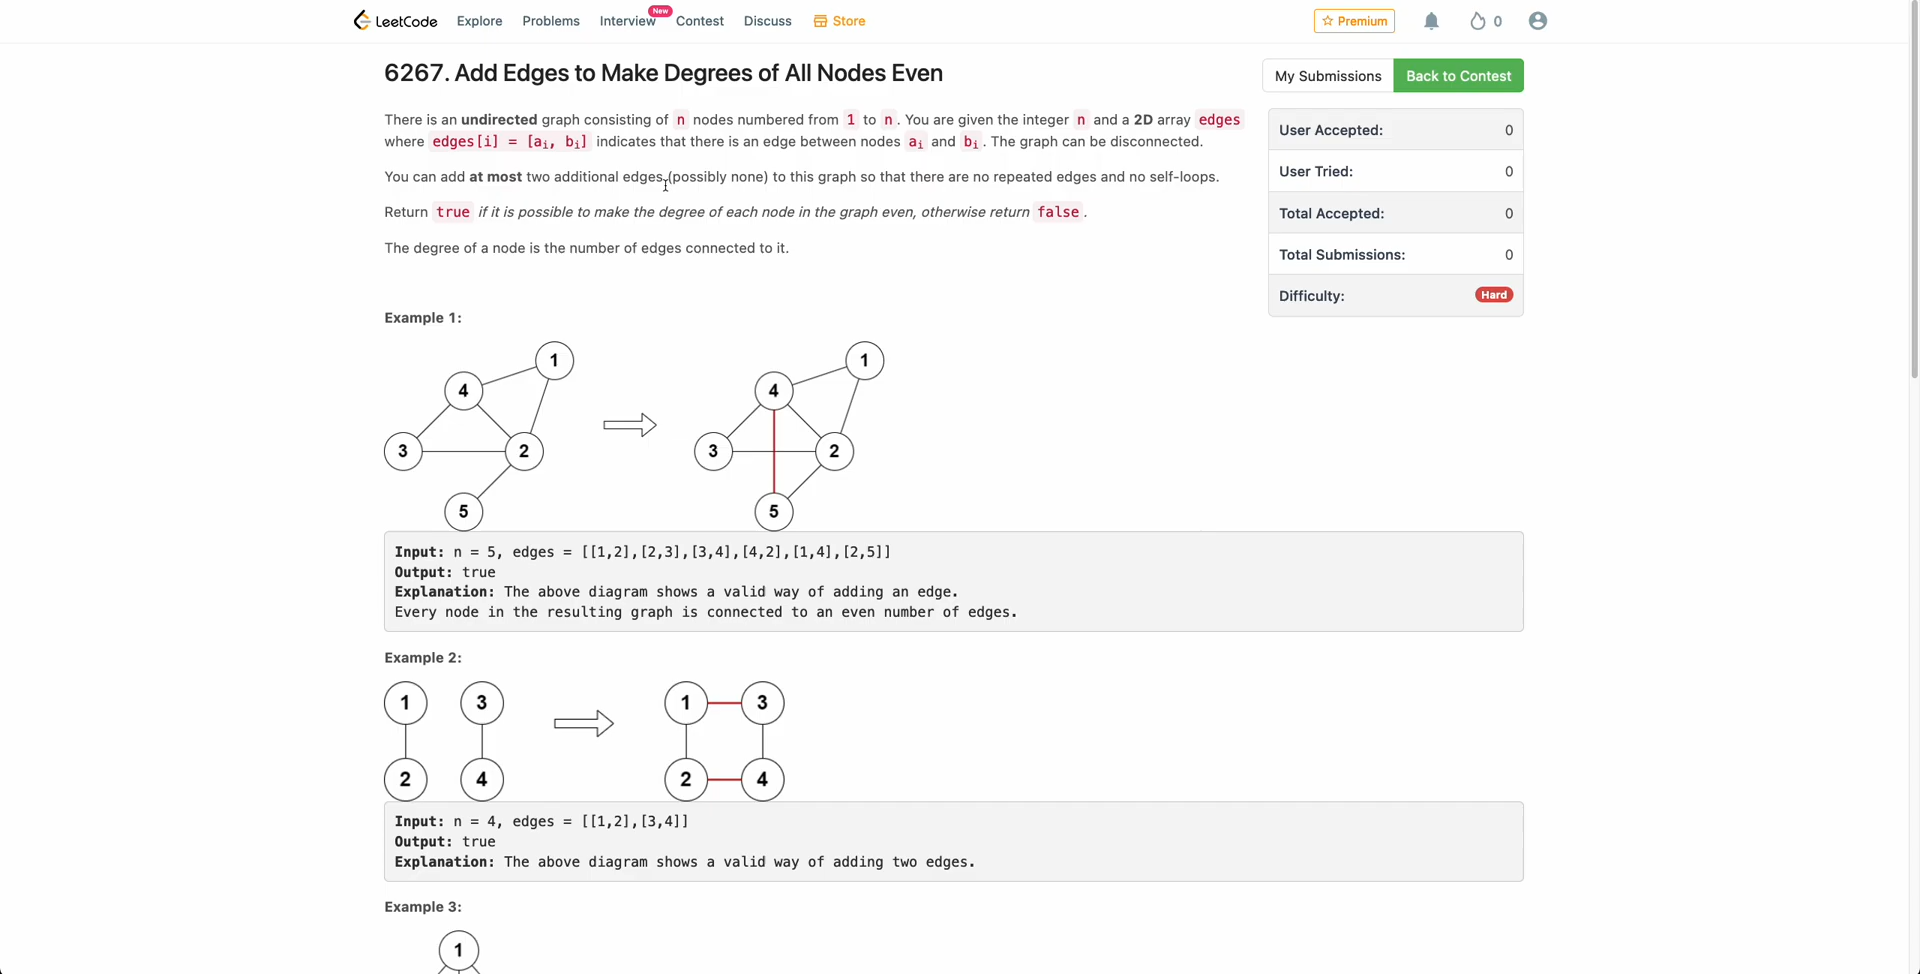 LeetCode Explore Problems Interview New Contest Discuss Store Premium 0
6267. Add Edges to Make Degrees of All Nodes Even
My Submissions Back to Contest
There is an undirected graph consisting of n nodes numbered from 1 to n. You are given the integer n and a 2D array edges
where edges[i] = [ai, bi] indicates that there is an edge between nodes ai and bi. The graph can be disconnected.
You can add at most two additional edges (possibly none) to this graph so that there are no repeated edges and no self-loops.
Return true if it is possible to make the degree of each node in the graph even, otherwise return false.
The degree of a node is the number of edges connected to it.
User Accepted: 0
User Tried: 0
Total Accepted: 0
Total Submissions: 0
Difficulty: Hard
Example 1:
1 1
4 4
3 2 3 2
5 5
Input: n = 5, edges = [[1,2],[2,3],[3,4],[4,2],[1,4],[2,5]]
Output: true
Explanation: The above diagram shows a valid way of adding an edge.
Every node in the resulting graph is connected to an even number of edges.
Example 2:
1 3 1 3
2 4 2 4
Input: n = 4, edges = [[1,2],[3,4]]
Output: true
Explanation: The above diagram shows a valid way of adding two edges.
Example 3:
1